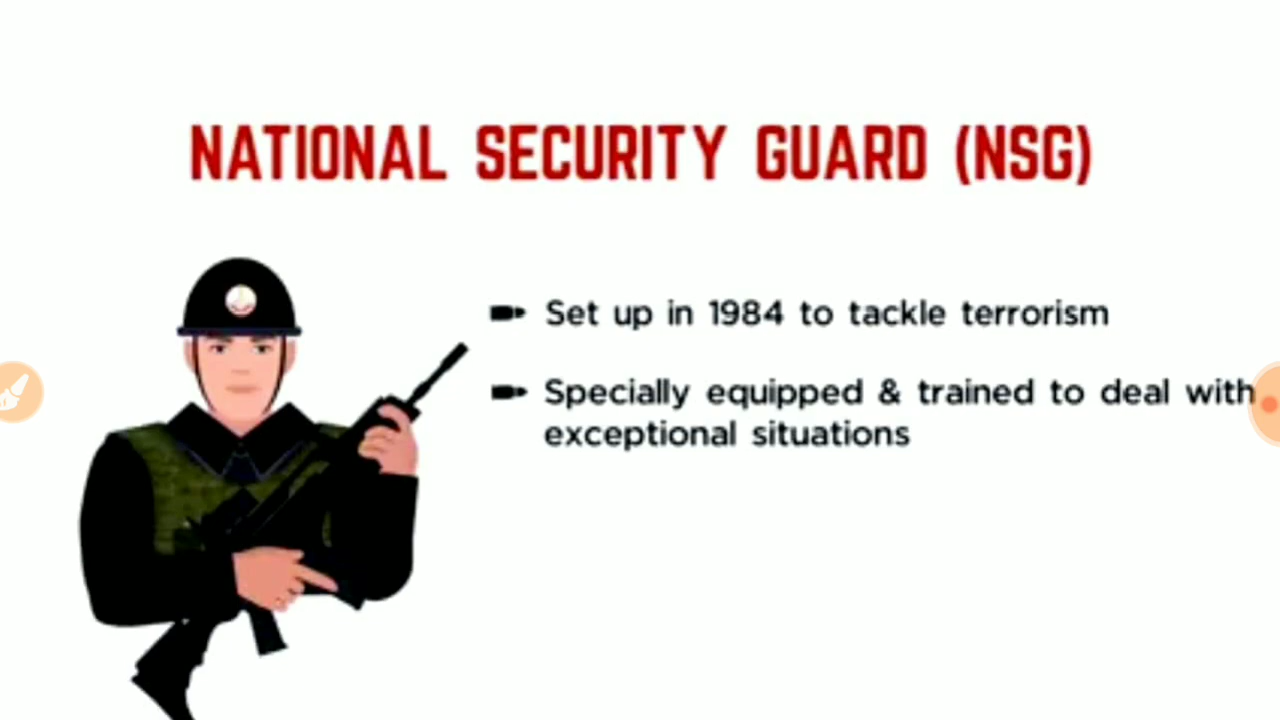 NATIONAL SECURITY GUARD (NSG)
Set up in 1984 to tackle terrorism
Specially equipped & trained to deal with
exceptional situations